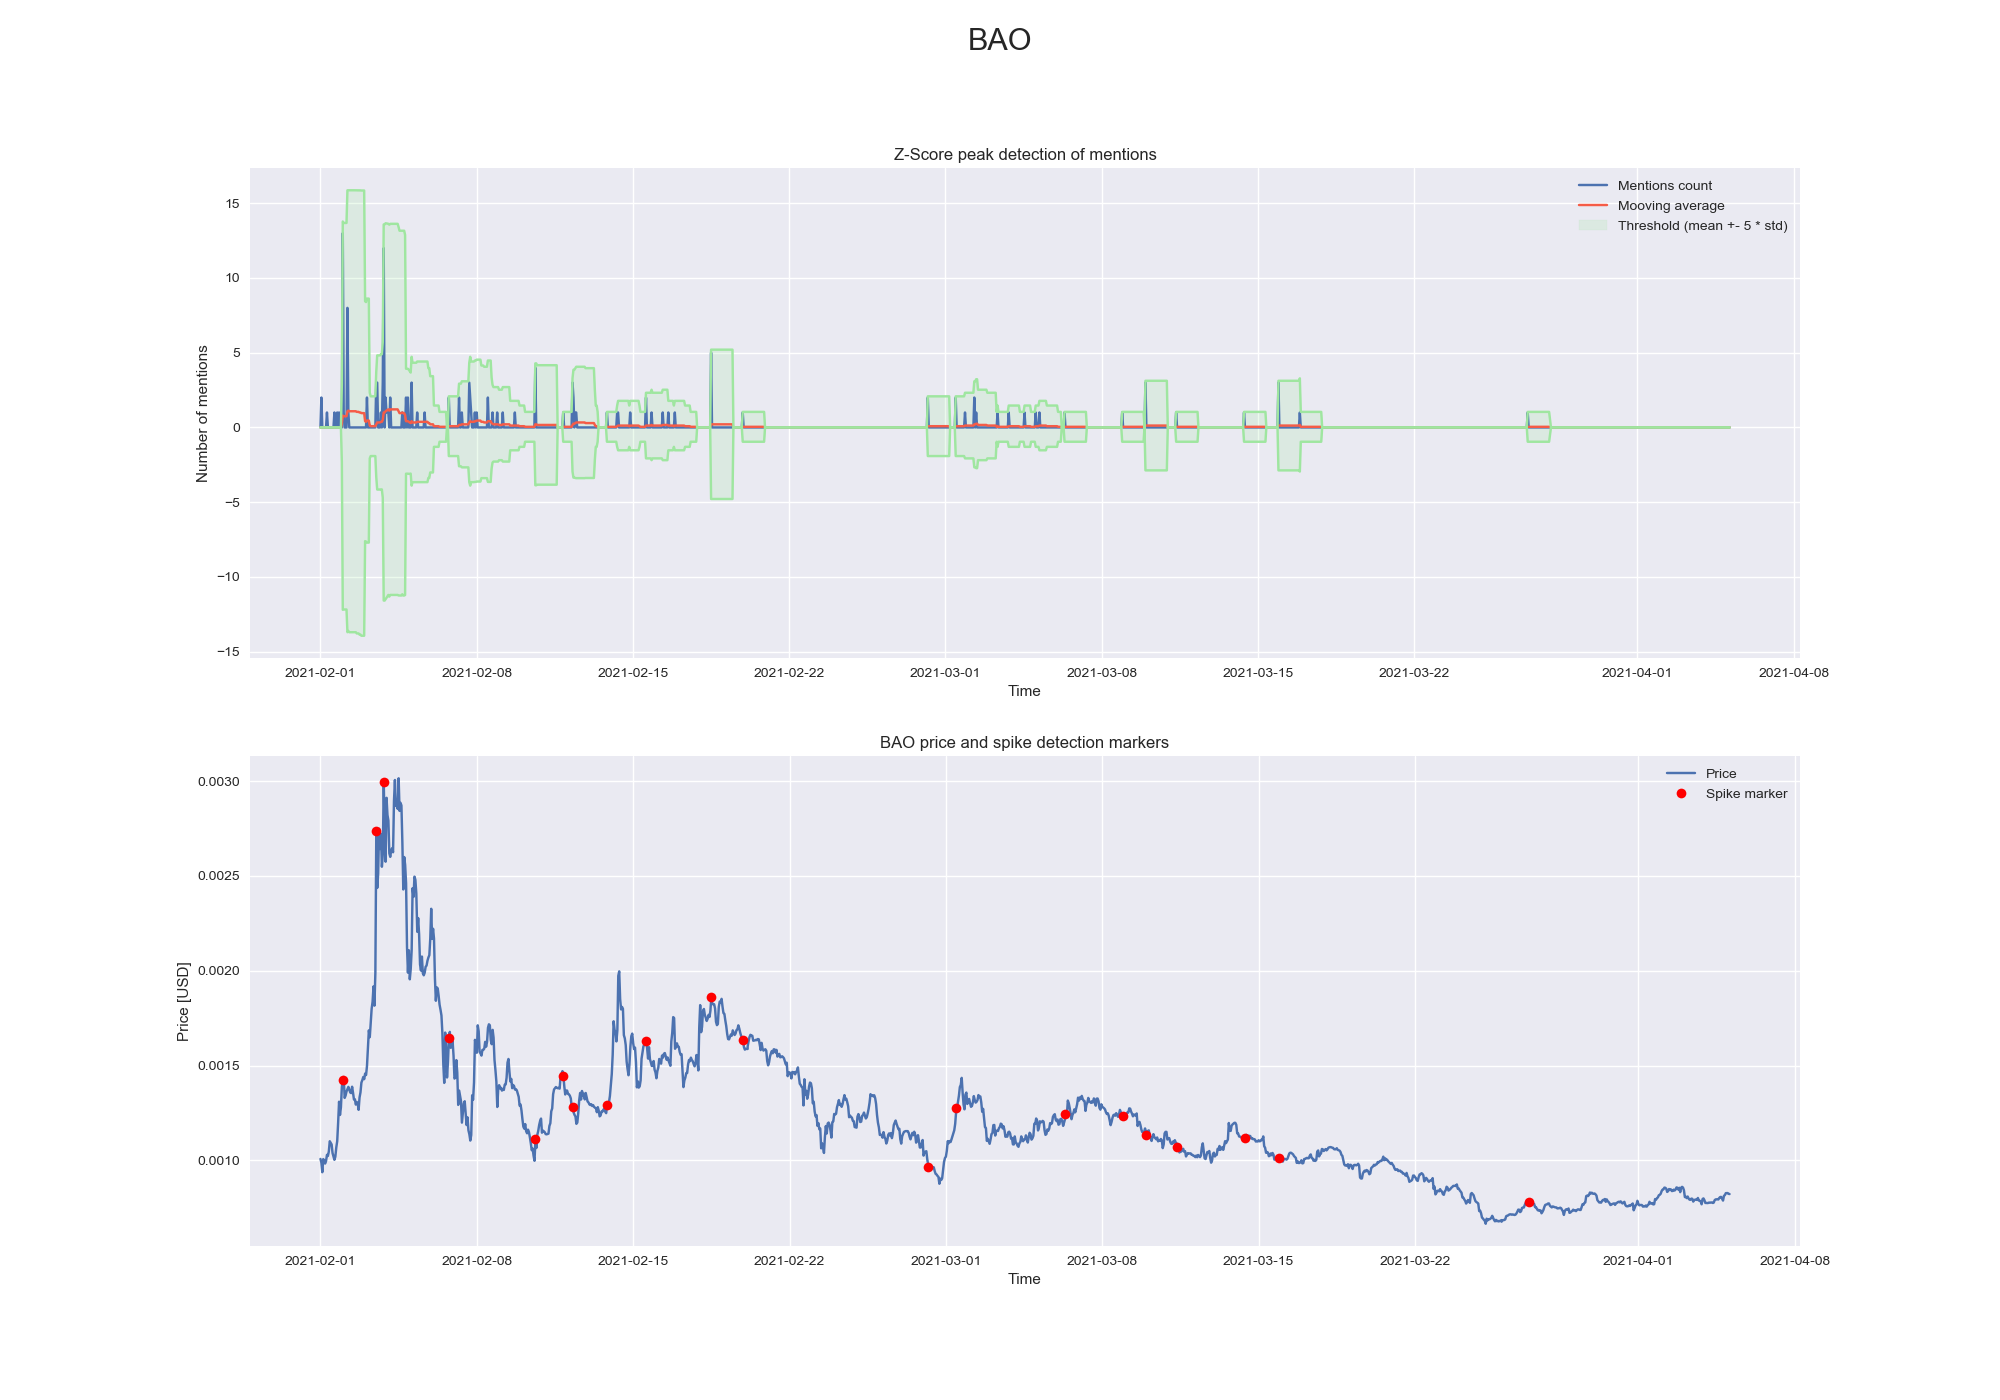 BAO
Z-Score peak detection of mentions
Mentions count
Mooving average
Threshold (mean +- 5 * std)
15
10
5
0
−5
−10
−15
Number of mentions
2021-02-01 2021-02-08 2021-02-15 2021-02-22 2021-03-01 2021-03-08 2021-03-15 2021-03-22 2021-04-01 2021-04-08
Time
BAO price and spike detection markers
Price
Spike marker
0.0030
0.0025
0.0020
0.0015
0.0010
Price [USD]
2021-02-01 2021-02-08 2021-02-15 2021-02-22 2021-03-01 2021-03-08 2021-03-15 2021-03-22 2021-04-01 2021-04-08
Time